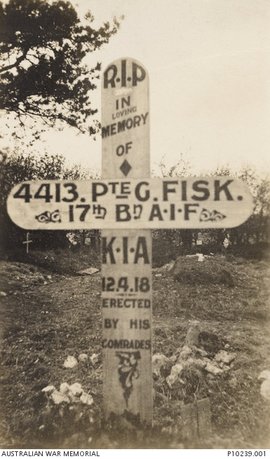 R.I.P
IN
LOVING
MEMORY
OF
4413. PTE G. FISK.
17TH BN A.I.F
K.I.A
12.4.18
ERECTED
BY HIS
COMRADES
AUSTRALIAN WAR MEMORIAL
P10239.001